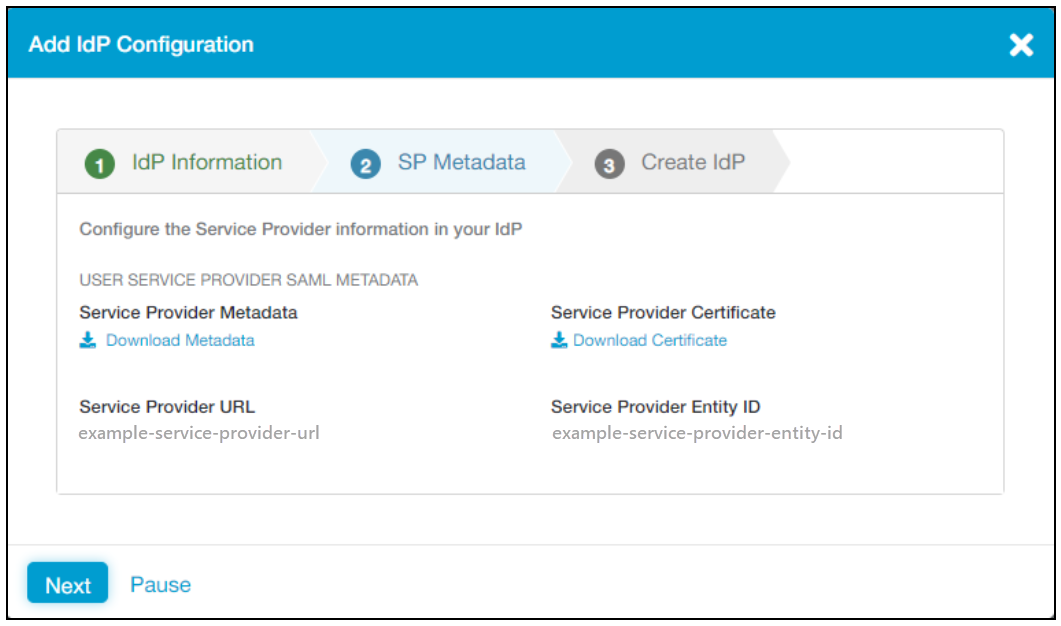 Add IdP Configuration
1 IdP Information 2 SP Metadata 3 Create IdP
Configure the Service Provider information in your IdP
USER SERVICE PROVIDER SAML METADATA
Service Provider Metadata Service Provider Certificate
Download Metadata Download Certificate
Service Provider URL Service Provider Entity ID
example-service-provider-url example-service-provider-entity-id
Next Pause